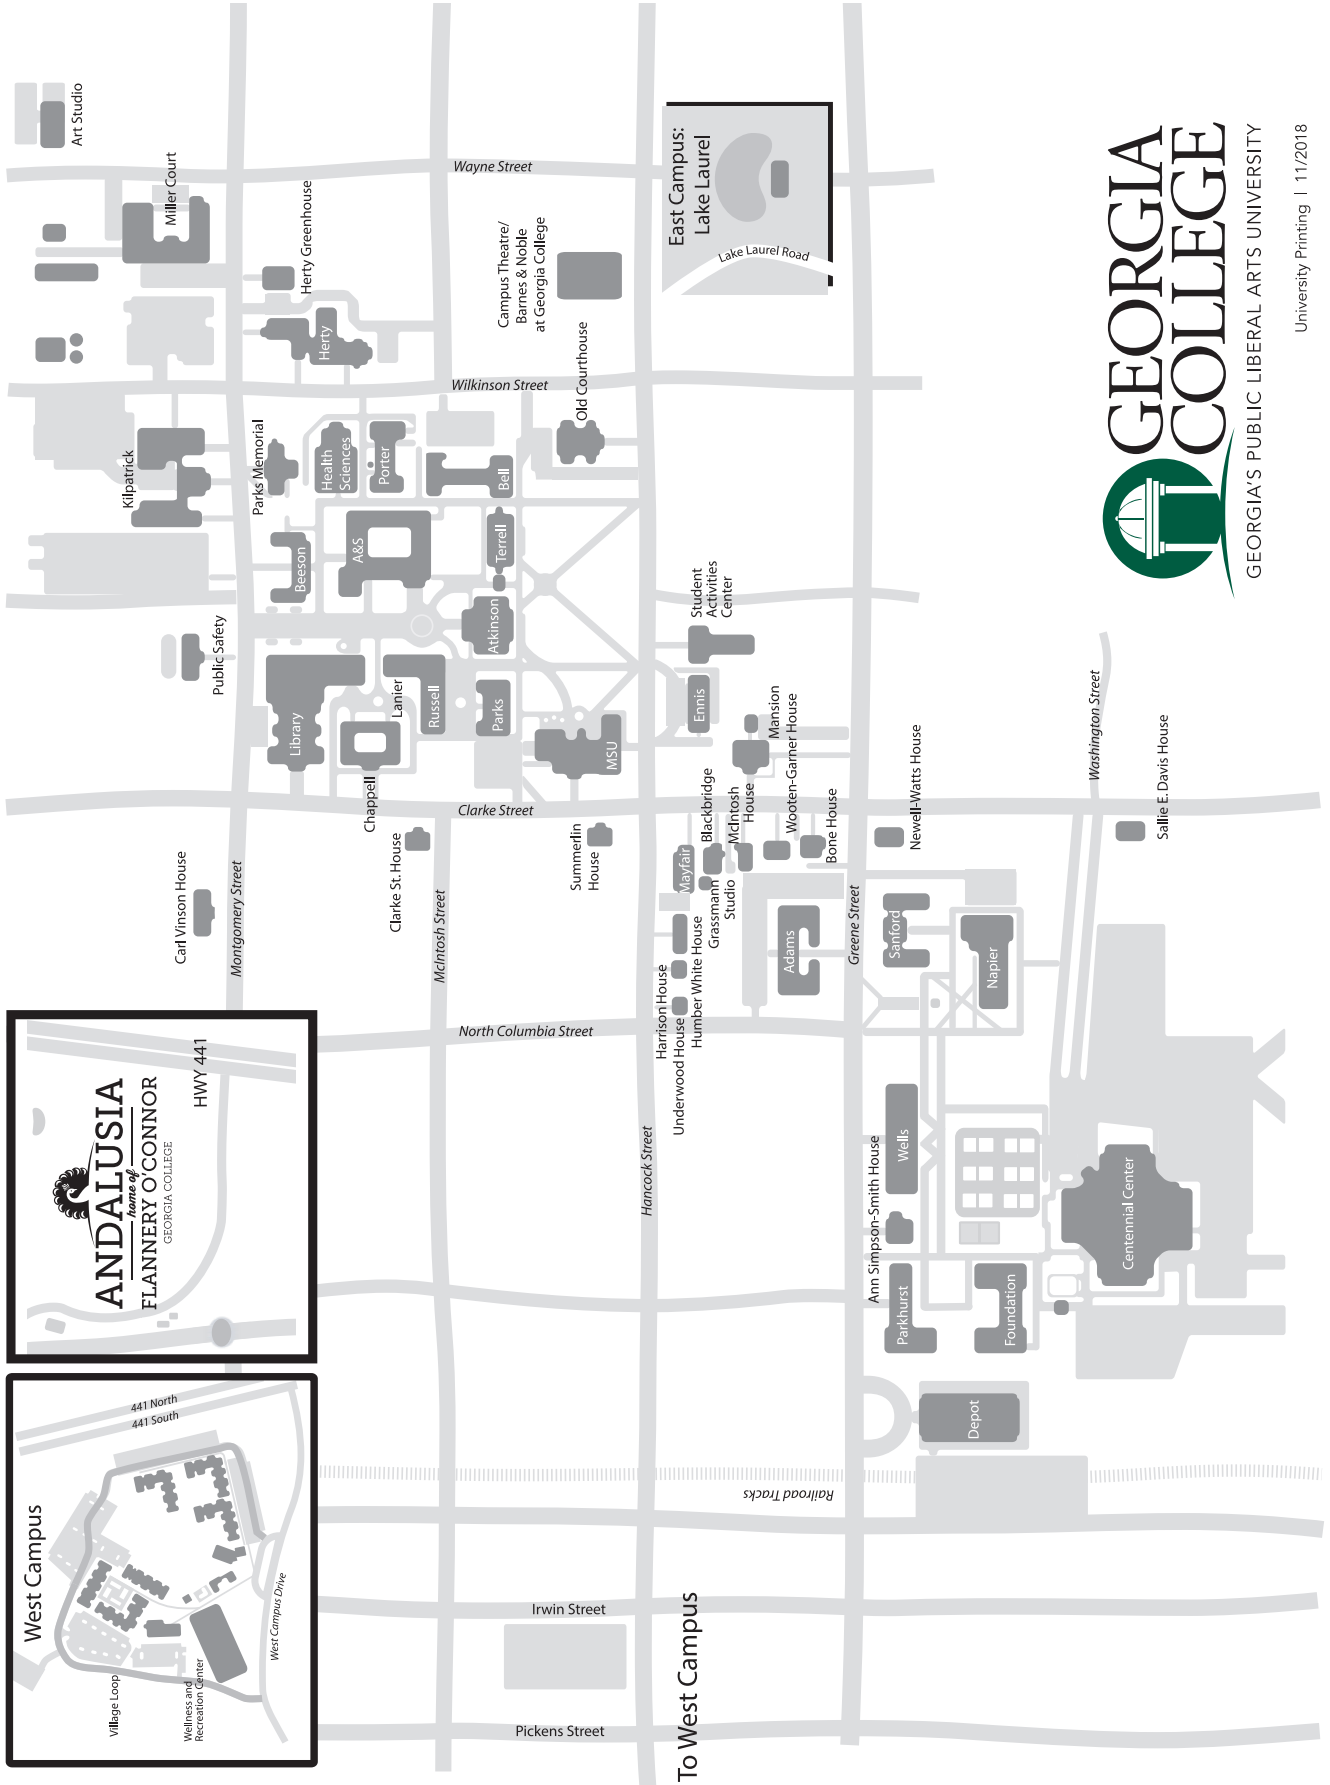 West Campus
441 North
441 South
Village Loop
Wellness and
Recreation Center
West Campus Drive
ANDALUSIA
home of
FLANNERY O'CONNOR
GEORGIA COLLEGE
HWY 441
Art Studio
Miller Court
Herty Greenhouse
Herty
Kilpatrick
Parks Memorial
Health
Sciences
Porter
Bell
Old Courthouse
Campus Theatre/
Barnes & Noble
at Georgia College
Wayne Street
Wilkinson Street
East Campus:
Lake Laurel
Lake Laurel Road
Beeson
A&S
Terrell
Atkinson
Public Safety
Library
Lanier
Russell
Parks
Chappell
MSU
Student
Activities
Center
Ennis
Mansion
Clarke Street
Carl Vinson House
Montgomery Street
Clarke St. House
McIntosh Street
Summerlin
House
Mayfair
Blackbridge
McIntosh
House
Wooten-Garner House
Bone House
Grassmann
Studio
Newell-Watts House
Washington Street
Sallie E. Davis House
Harrison House
Humber White House
Underwood House
Adams
Greene Street
Sanford
Napier
North Columbia Street
Hancock Street
Ann Simpson-Smith House
Wells
Parkhurst
Foundation
Centennial Center
Depot
Railroad Tracks
Irwin Street
Pickens Street
To West Campus
GEORGIA
COLLEGE
GEORGIA'S PUBLIC LIBERAL ARTS UNIVERSITY
University Printing | 11/2018